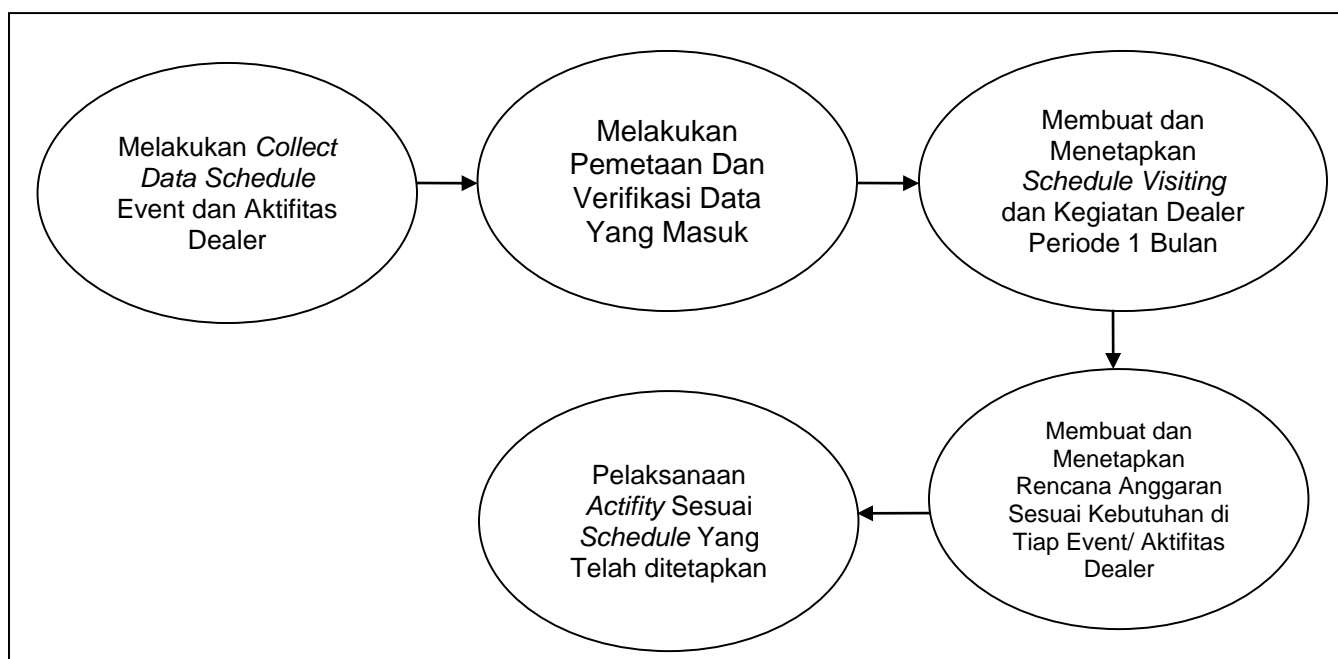 Melakukan Collect
Data Schedule
Event dan Aktifitas
Dealer
Melakukan
Pemetaan Dan
Verifikasi Data
Yang Masuk
Membuat dan
Menetapkan
Schedule Visiting
dan Kegiatan Dealer
Periode 1 Bulan
Membuat dan
Menetapkan
Rencana Anggaran
Sesuai Kebutuhan di
Tiap Event/ Aktifitas
Dealer
Pelaksanaan
Actifity Sesuai
Schedule Yang
Telah ditetapkan